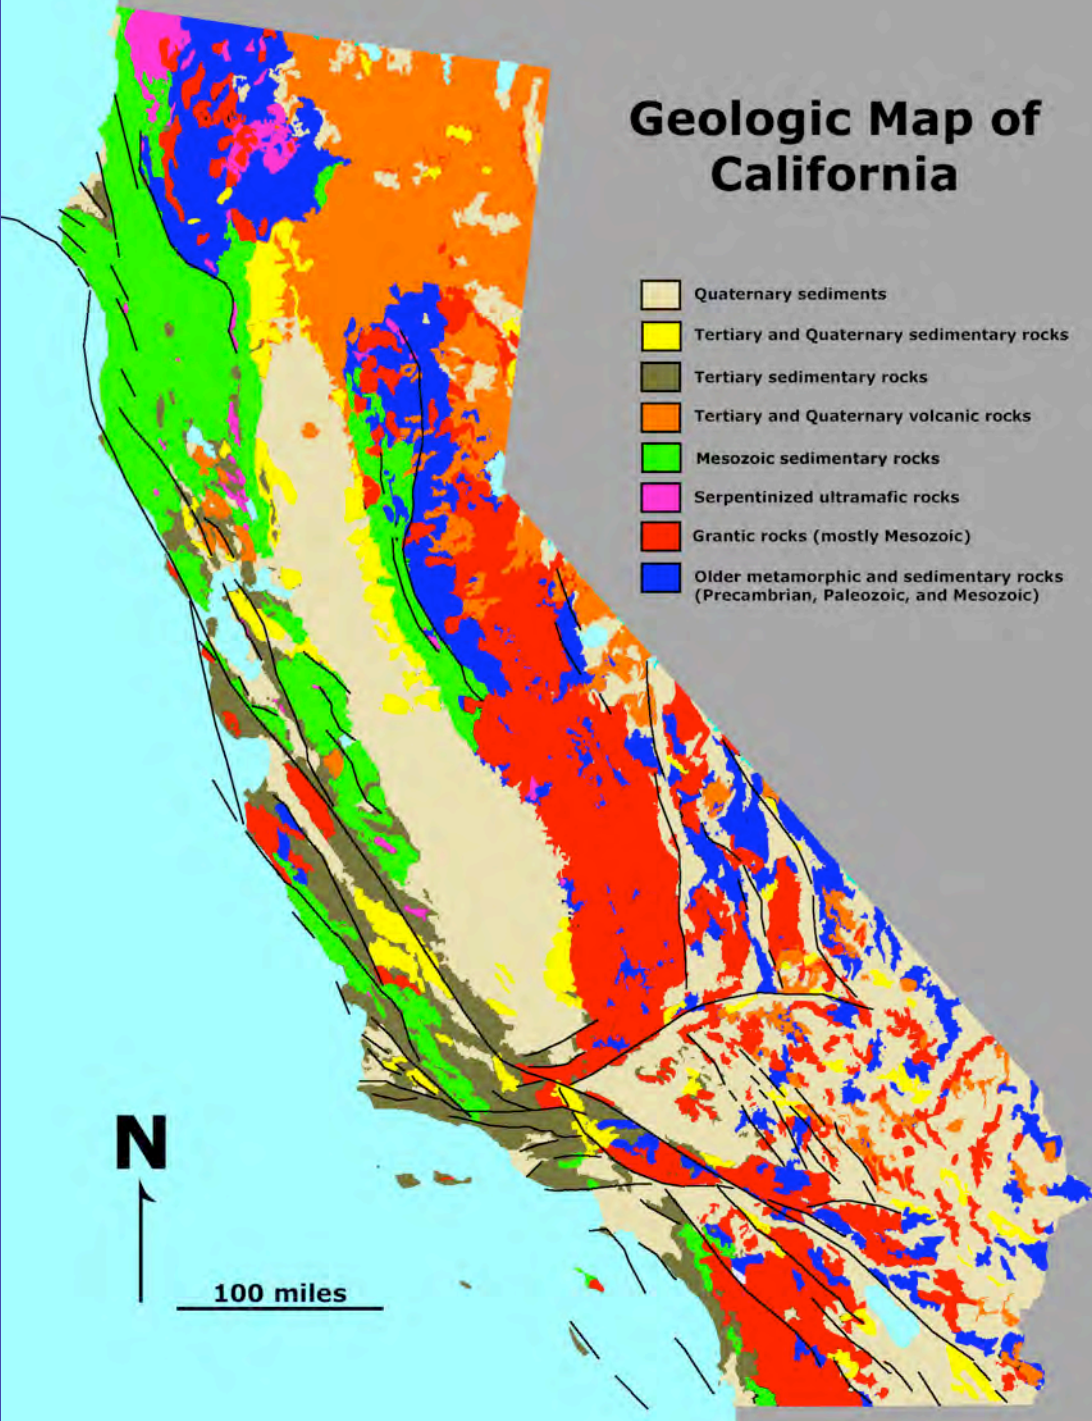 Geologic Map of
California
Quaternary sediments
Tertiary and Quaternary sedimentary rocks
Tertiary sedimentary rocks
Tertiary and Quaternary volcanic rocks
Mesozoic sedimentary rocks
Serpentinized ultramafic rocks
Grantic rocks (mostly Mesozoic)
Older metamorphic and sedimentary rocks
(Precambrian, Paleozoic, and Mesozoic)
N
100 miles